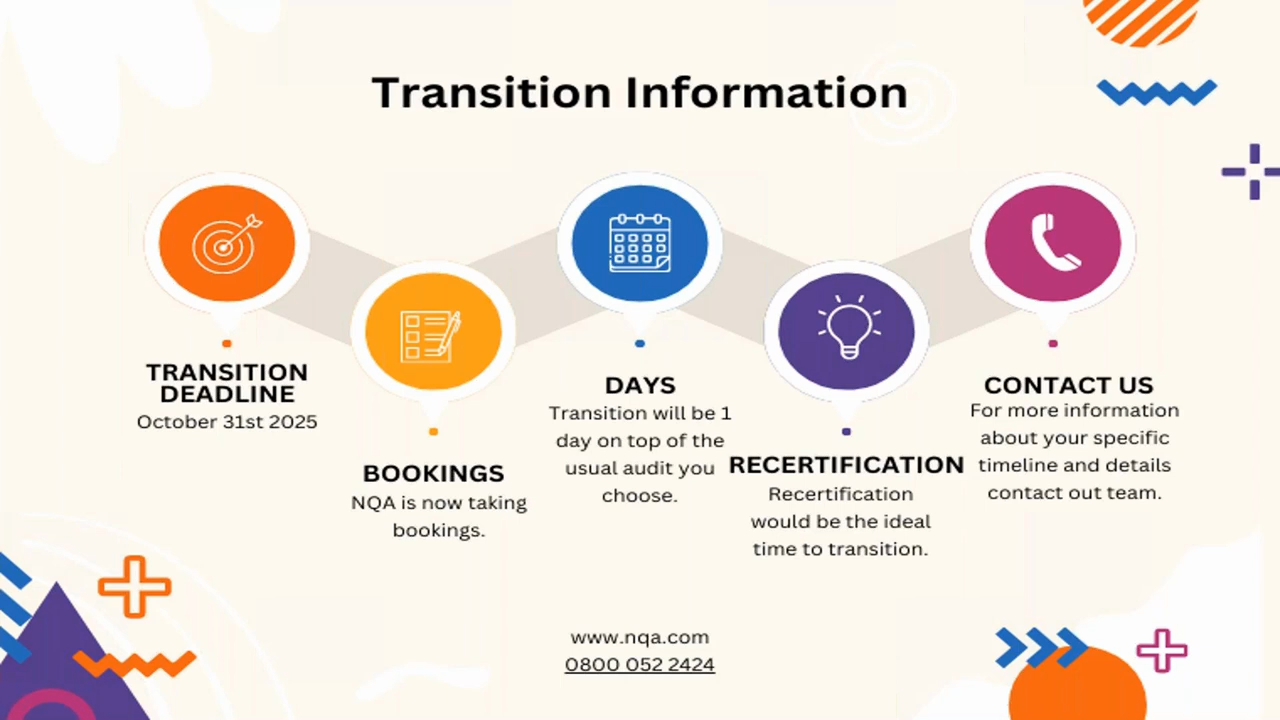 Transition Information
TRANSITION
DEADLINE
October 31st 2025
BOOKINGS
NQA is now taking
bookings.
DAYS
Transition will be 1
day on top of the
usual audit you
choose.
RECERTIFICATION
Recertification
would be the ideal
time to transition.
CONTACT US
For more information
about your specific
timeline and details
contact out team.
www.nqa.com
0800 052 2424